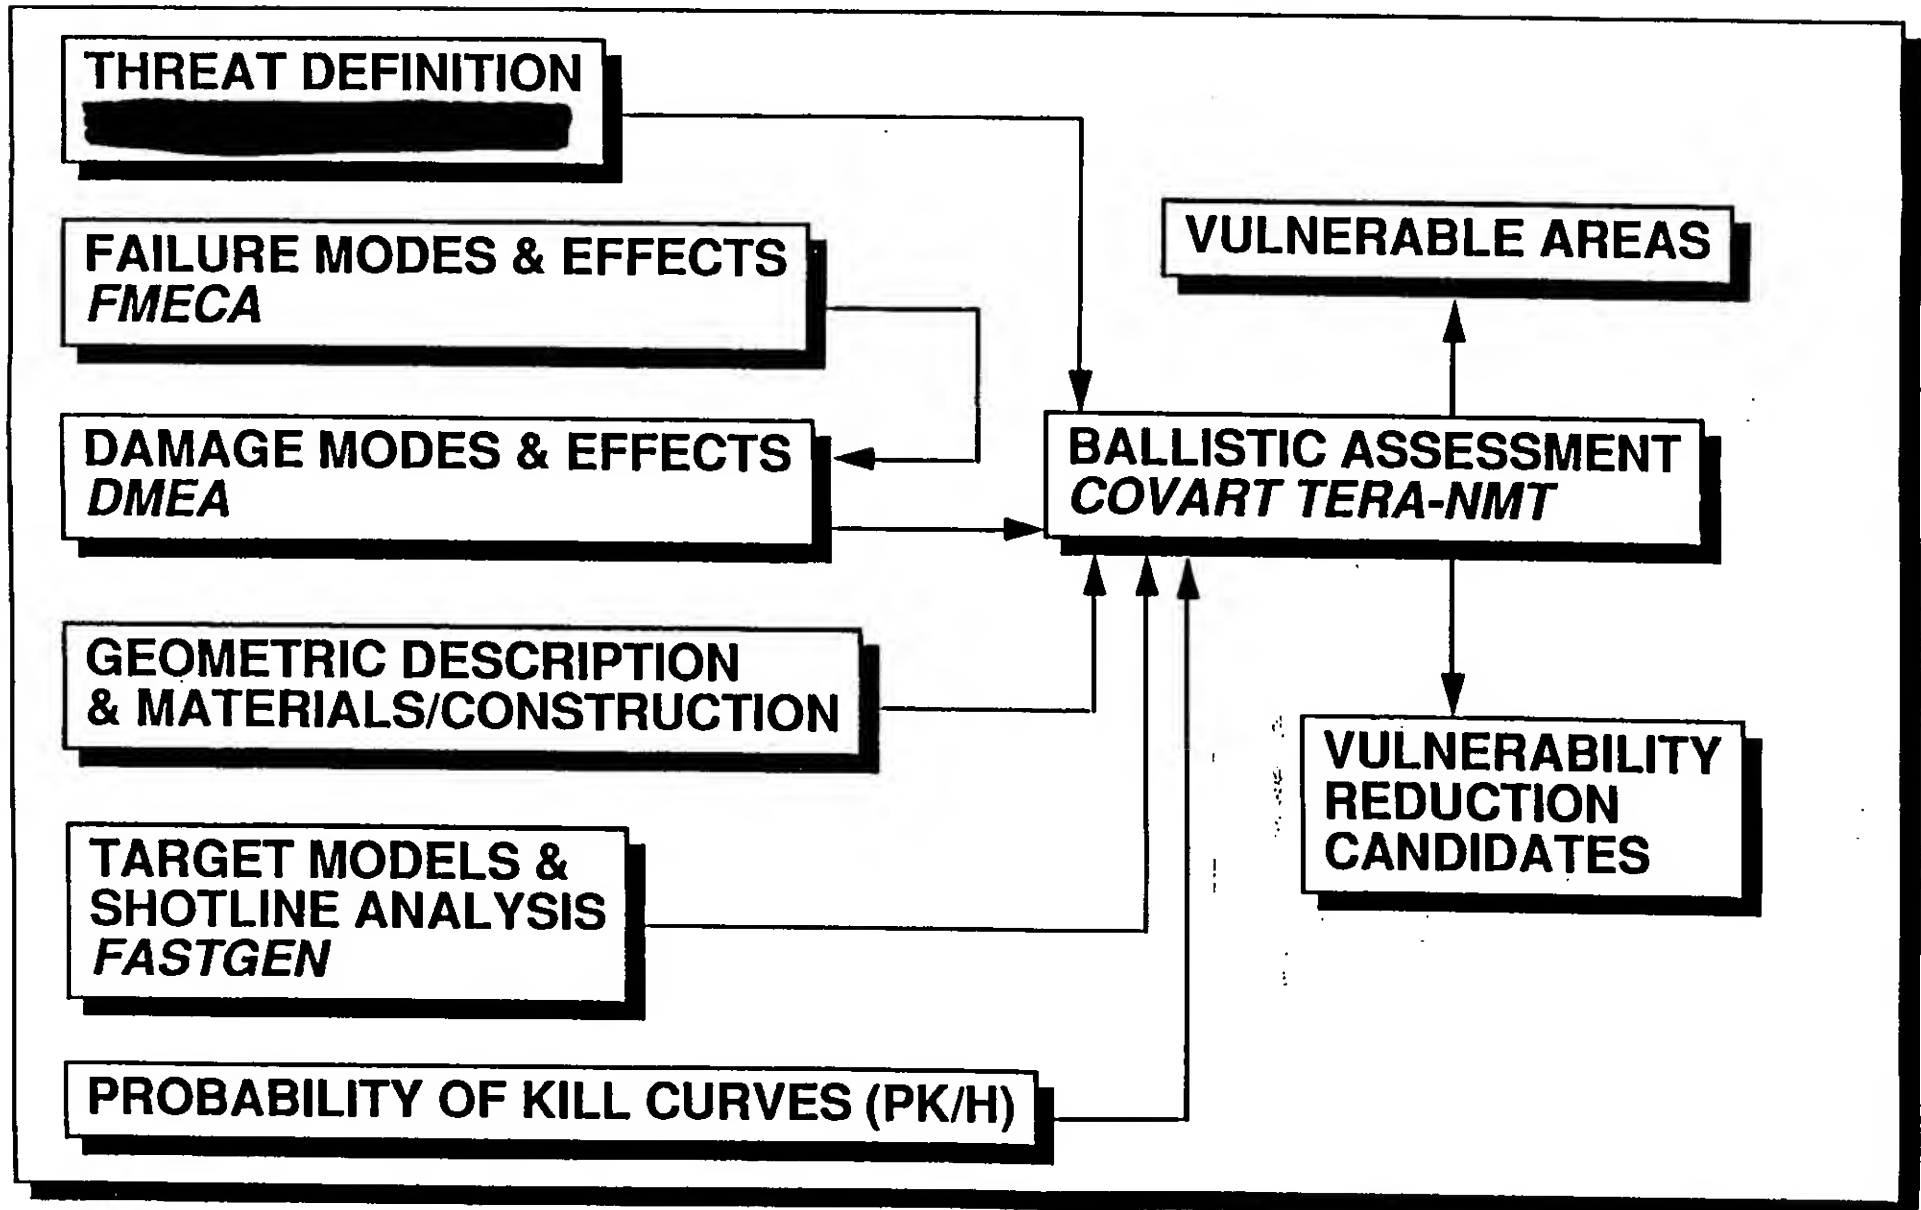 THREAT DEFINITION
FAILURE MODES & EFFECTS
FMECA
DAMAGE MODES & EFFECTS
DMEA
GEOMETRIC DESCRIPTION
& MATERIALS/CONSTRUCTION
TARGET MODELS &
SHOTLINE ANALYSIS
FASTGEN
PROBABILITY OF KILL CURVES (PK/H)
VULNERABLE AREAS
BALLISTIC ASSESSMENT
COVART TERA-NMT
VULNERABILITY
REDUCTION
CANDIDATES